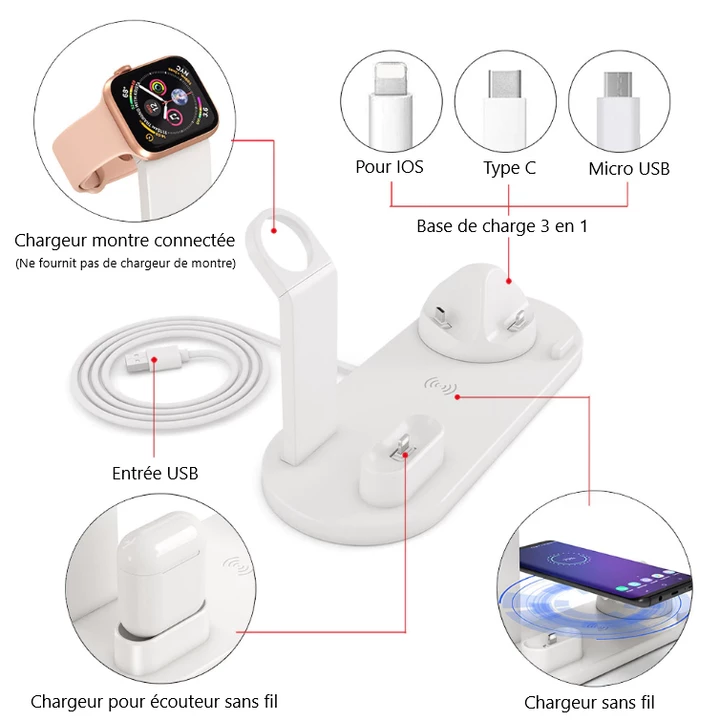 Pour IOS
Type C
Micro USB
Base de charge 3 en 1
Chargeur montre connectée
(Ne fournit pas de chargeur de montre)
Entrée USB
Chargeur pour écouteur sans fil
Chargeur sans fil